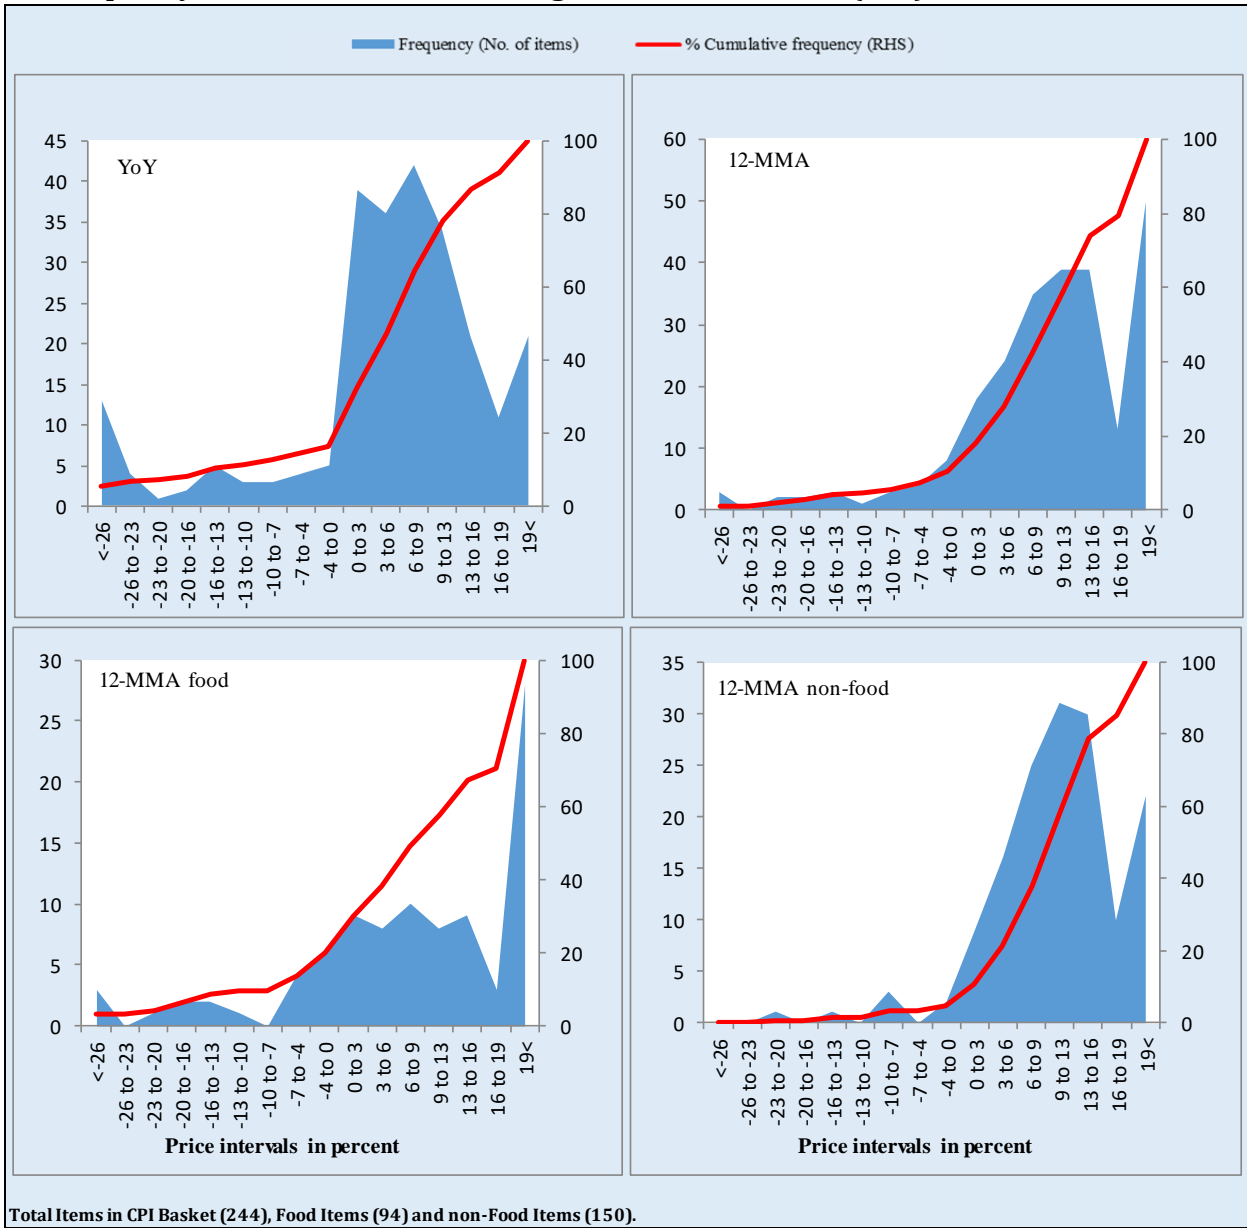 Frequency (No. of items) % Cumulative frequency (RHS)
YoY
45
40
35
30
25
20
15
10
5
0
100
80
60
40
20
0
<-26
-26 to -23
-23 to -20
-20 to -16
-16 to -13
-13 to -10
-10 to -7
-7 to -4
-4 to 0
0 to 3
3 to 6
6 to 9
9 to 13
13 to 16
16 to 19
19<
12-MMA
60
50
40
30
20
10
0
100
80
60
40
20
0
<-26
-26 to -23
-23 to -20
-20 to -16
-16 to -13
-13 to -10
-10 to -7
-7 to -4
-4 to 0
0 to 3
3 to 6
6 to 9
9 to 13
13 to 16
16 to 19
19<
12-MMA food
30
25
20
15
10
5
0
100
80
60
40
20
0
<-26
-26 to -23
-23 to -20
-20 to -16
-16 to -13
-13 to -10
-10 to -7
-7 to -4
-4 to 0
0 to 3
3 to 6
6 to 9
9 to 13
13 to 16
16 to 19
19<
Price intervals in percent
12-MMA non-food
35
30
25
20
15
10
5
0
100
80
60
40
20
0
<-26
-26 to -23
-23 to -20
-20 to -16
-16 to -13
-13 to -10
-10 to -7
-7 to -4
-4 to 0
0 to 3
3 to 6
6 to 9
9 to 13
13 to 16
16 to 19
19<
Price intervals in percent
Total Items in CPI Basket (244), Food Items (94) and non-Food Items (150).